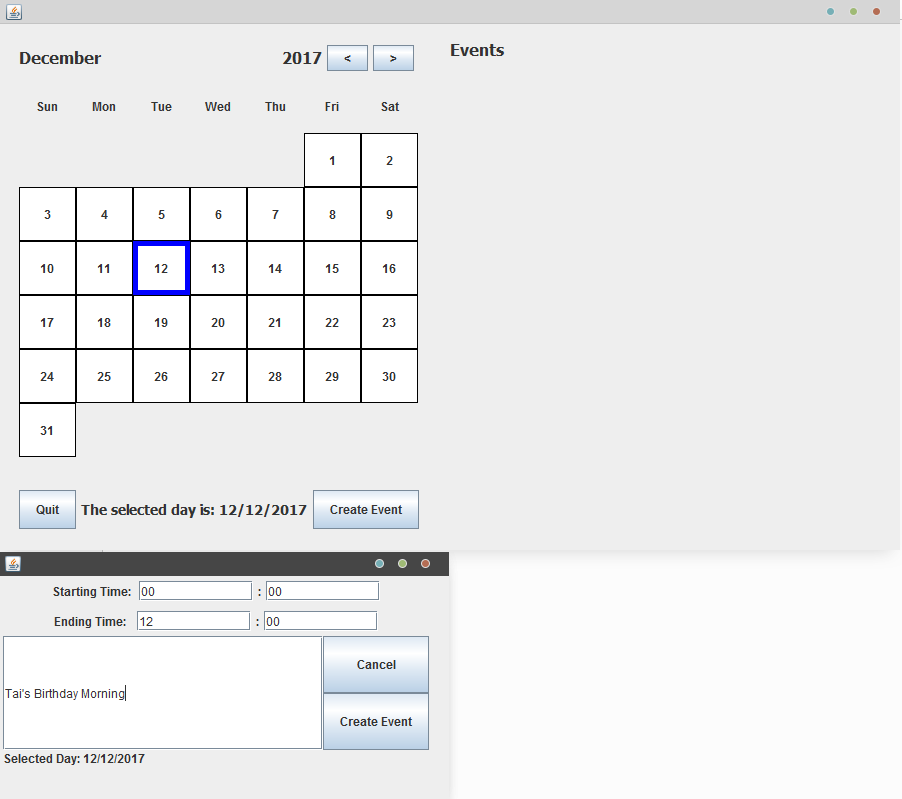 December 2017 < > Events
Sun Mon Tue Wed Thu Fri Sat
1 2
3 4 5 6 7 8 9
10 11 12 13 14 15 16
17 18 19 20 21 22 23
24 25 26 27 28 29 30
31
Quit The selected day is: 12/12/2017 Create Event
Starting Time: 00 : 00
Ending Time: 12 : 00
Cancel
Tai's Birthday Morning
Create Event
Selected Day: 12/12/2017